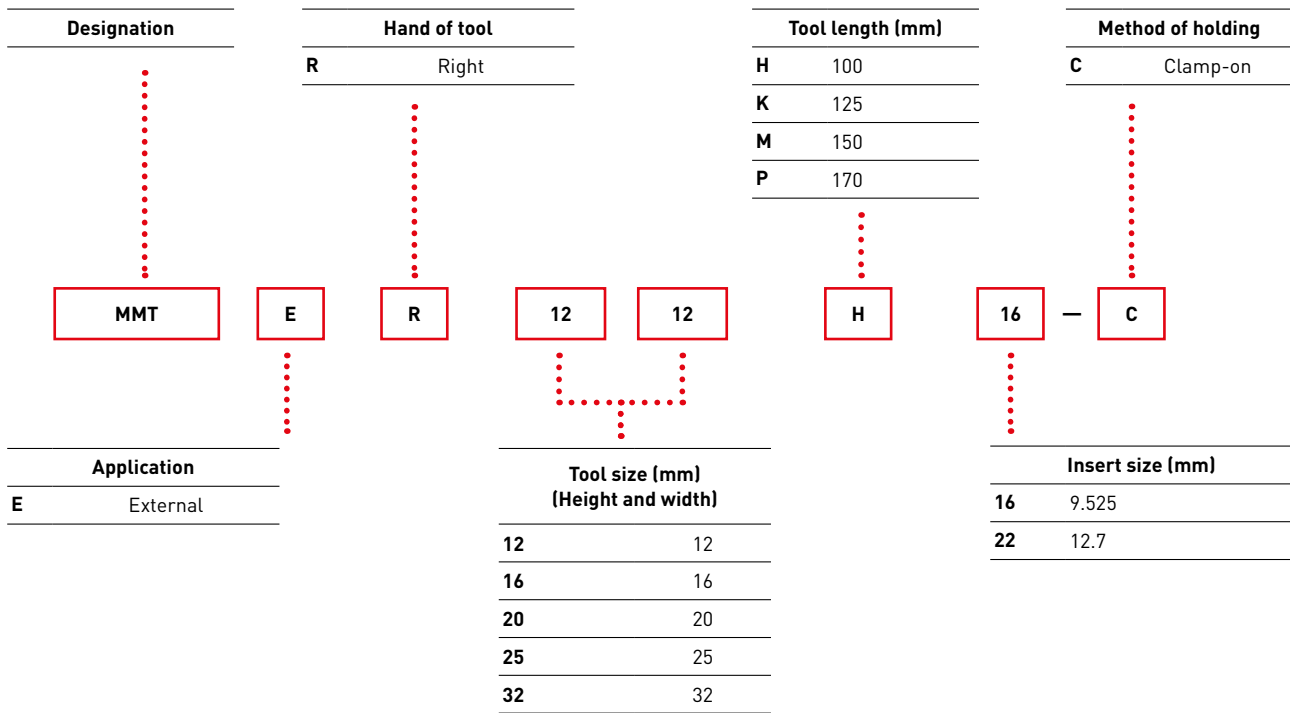 Designation
Hand of tool
R Right
Tool length (mm)
H 100
K 125
M 150
P 170
Method of holding
C Clamp-on
MMT E R 12 12 H 16 — C
Application
E External
Tool size (mm)
(Height and width)
12 12
16 16
20 20
25 25
32 32
Insert size (mm)
16 9.525
22 12.7